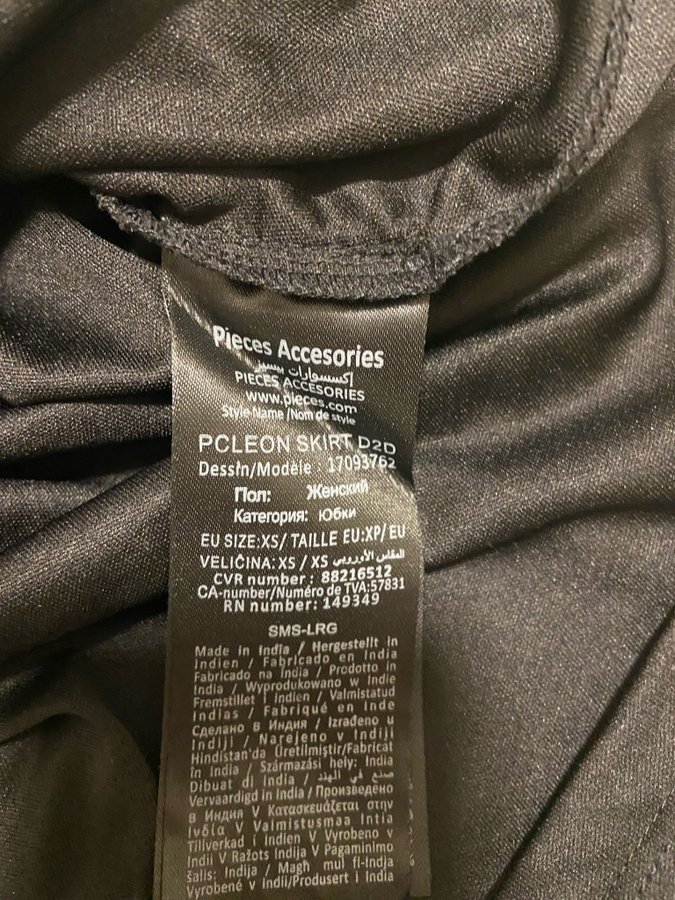 Pieces Accesories
إكسسوارات بيسيز
PIECES ACCESORIES
www.pieces.com
Style Name /Nom de style
PCLEON SKIRT D2D
Dessin/Modèle : 17093762
Пол: Женский
Категория: Юбки
EU SIZE:XS/ TAILLE EU:XP/ EU
VELIČINA: XS / XS المقاس الأوروبي
CVR number : 88216512
CA-number/Numéro de TVA:57831
RN number: 149349
SMS-LRG
Made in India / Hergestellt in
Indien / Fabricado en India
Fabricado na India / Prodotto in
India / Wyprodukowano w Indie
Fremstillet i Indien / Valmistatud
Indias / Fabriqué en Inde
Сделано в Индия / Izrađeno u
Indiji / Narejeno v Indiji
Hindistan'da Üretilmiştir/Fabricat
în India / Származási hely: India
Dibuat di India / صنع في الهند
Vervaardigd in India / Произведено
в Индия V Κατασκευάζεται στην
Ινδία V Valmistusmaa Intia
Tillverkad i Indien V Vyrobeno v
Indii V Ražots Indijā V Pagaminimo
šalis: Indija / Magħmul fl-Indja
Vyrobené v Indii/Produsert i India